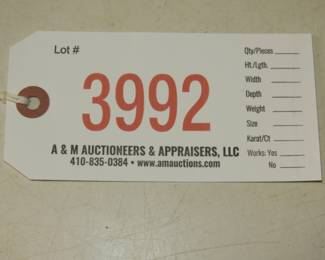 Lot #
3992
A & M AUCTIONEERS & APPRAISERS, LLC
410-835-0384 • www.amauctions.com
Qty/Pieces
Ht./Lgth.
Width
Depth
Weight
Size
Karat/Ct
Works: Yes
No